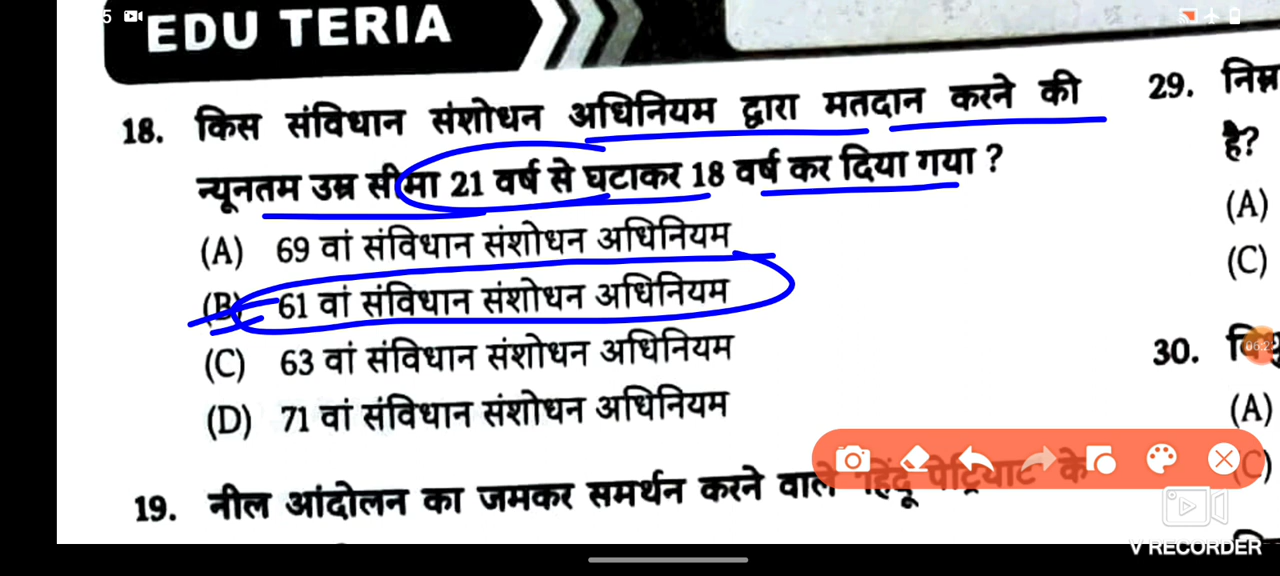 5
EDU TERIA
18. किस संविधान संशोधन अधिनियम द्वारा मतदान करने की
न्यूनतम उम्र सीमा 21 वर्ष से घटाकर 18 वर्ष कर दिया गया ?
(A) 69 वां संविधान संशोधन अधिनियम
(B) 61 वां संविधान संशोधन अधिनियम
(C) 63 वां संविधान संशोधन अधिनियम
(D) 71 वां संविधान संशोधन अधिनियम
19. नील आंदोलन का जमकर समर्थन करने वाले हिंदू पेट्रियाट के
29. निम्न
है?
(A)
(C)
30.
(A)
(C)
V RECORDER